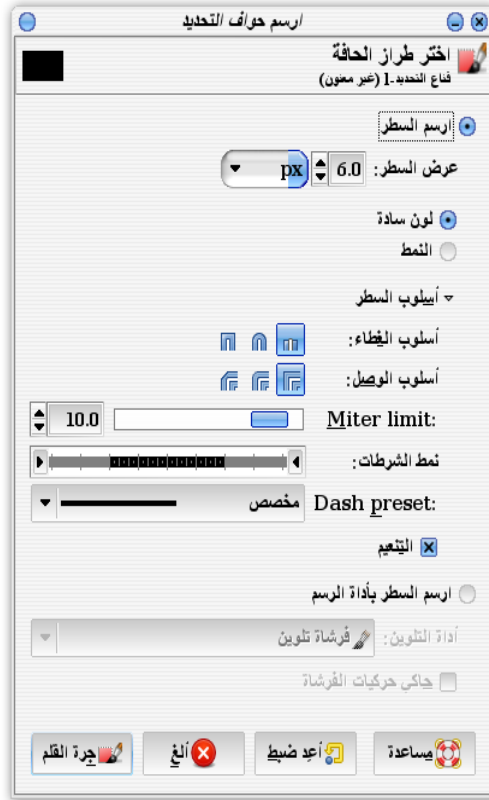 ارسم حواف التحديد
اختر طراز الحافة
قناع التحديد-1 (غير معنون)
ارسم السطر
عرض السطر: 6.0 px
لون سادة
النمط
أسلوب السطر
أسلوب الغطاء:
أسلوب الوصل:
Miter limit: 10.0
نمط الشرطات:
Dash preset: مخصص
التنعيم
ارسم السطر بأداة الرسم
أداة التلوين: فرشاة تلوين
حاكي حركيات الفرشاة
مساعدة أعد ضبط ألغ جرة القلم